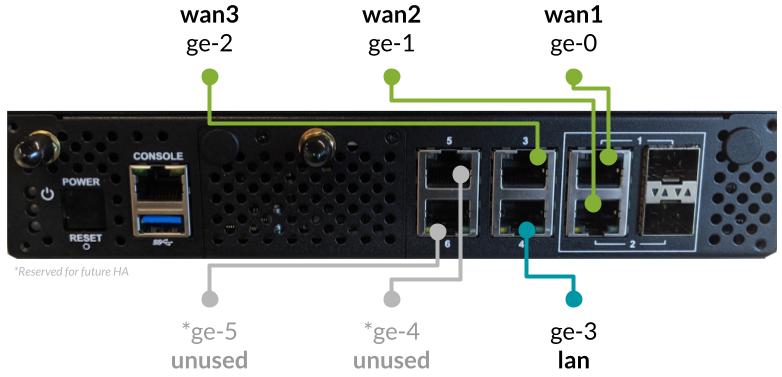 wan3 wan2 wan1
ge-2 ge-1 ge-0
5 3 1
CONSOLE
POWER
RESET
6 4 2
*Reserved for future HA
*ge-5 *ge-4 ge-3
unused unused lan